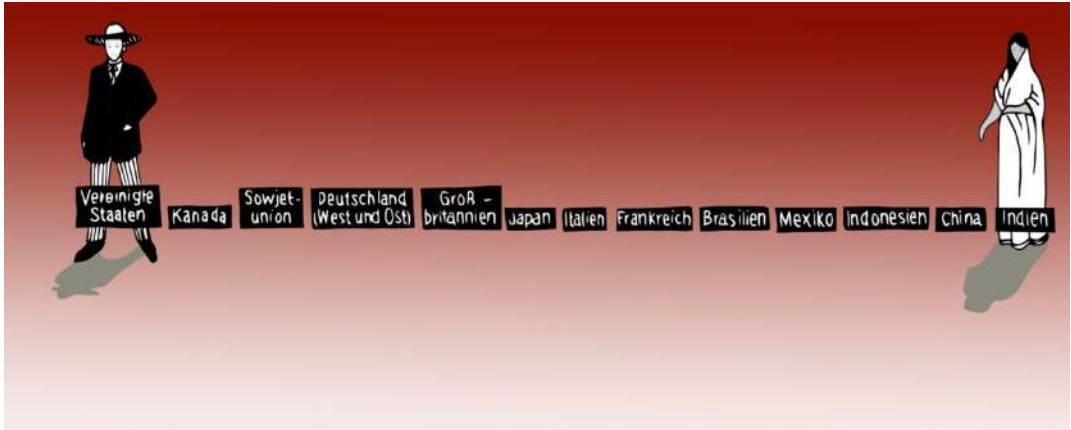 Vereinigte
Staaten
Kanada
Sowjet-
union
Deutschland
(West und Ost)
Groß -
britannien
Japan
Italien
Frankreich
Brasilien
Mexiko
Indonesien
China
Indien